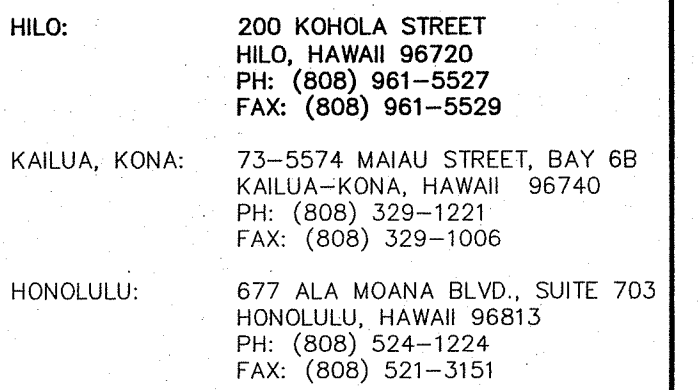 HILO: 200 KOHOLA STREET
HILO, HAWAII 96720
PH: (808) 961-5527
FAX: (808) 961-5529
KAILUA, KONA: 73-5574 MAIAU STREET, BAY 6B
KAILUA-KONA, HAWAII 96740
PH: (808) 329-1221
FAX: (808) 329-1006
HONOLULU: 677 ALA MOANA BLVD., SUITE 703
HONOLULU, HAWAII 96813
PH: (808) 524-1224
FAX: (808) 521-3151